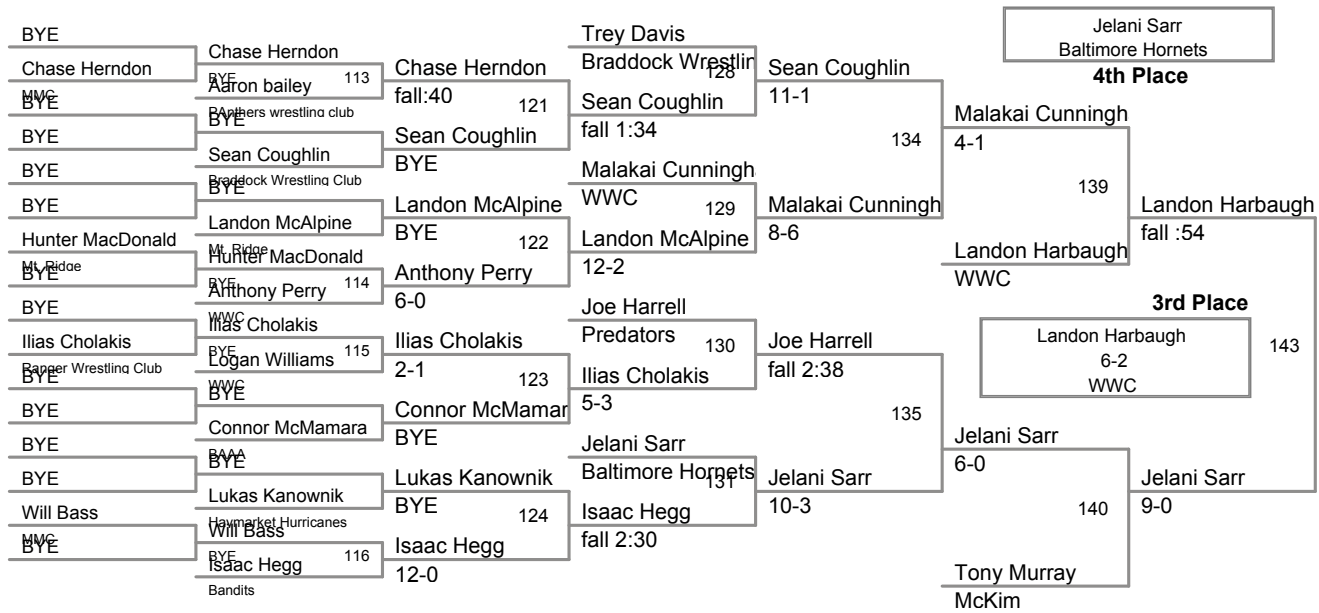 BYE
Chase Herndon
MMC
BYE
BYE
BYE
BYE
Hunter MacDonald
Mt. Ridge
BYE
BYE
Ilias Cholakis
Ranger Wrestling Club
BYE
BYE
BYE
BYE
Will Bass
MMC
BYE
Chase Herndon
BYE
113
Aaron bailey
PAnthers wrestling club
BYE
Sean Coughlin
Braddock Wrestling Club
BYE
Landon McAlpine
Mt. Ridge
Hunter MacDonald
BYE
114
Anthony Perry
WWC
Ilias Cholakis
BYE
115
Logan Williams
WWC
BYE
Connor McMamara
BAAA
BYE
Lukas Kanownik
Haymarket Hurricanes
Will Bass
BYE
116
Isaac Hegg
Bandits
Chase Herndon
fall:40
121
Sean Coughlin
BYE
Landon McAlpine
BYE
122
Anthony Perry
6-0
Ilias Cholakis
2-1
123
Connor McMamar
BYE
Lukas Kanownik
BYE
124
Isaac Hegg
12-0
Trey Davis
Braddock Wrestlin
128
Sean Coughlin
fall 1:34
Malakai Cunningh
WWC
129
Landon McAlpine
12-2
Joe Harrell
Predators
130
Ilias Cholakis
5-3
Jelani Sarr
Baltimore Hornets
131
Isaac Hegg
fall 2:30
Sean Coughlin
11-1
134
Malakai Cunningh
8-6
Joe Harrell
fall 2:38
135
Jelani Sarr
10-3
Malakai Cunningh
4-1
139
Landon Harbaugh
WWC
Jelani Sarr
6-0
140
Tony Murray
McKim
Landon Harbaugh
fall :54
143
Jelani Sarr
9-0
Jelani Sarr
Baltimore Hornets
4th Place
3rd Place
Landon Harbaugh
6-2
WWC